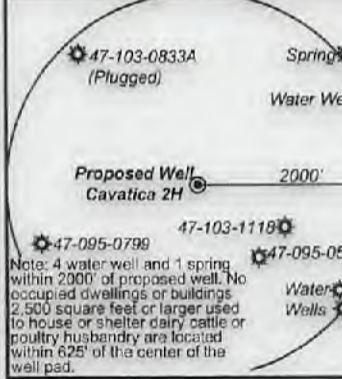 47-103-0833A
(Plugged)
Spring
Water We
Proposed Well
Cavatica 2H
2000'
47-103-1118
47-095-0799
47-095-05
Note: 4 water well and 1 spring
within 2000' of proposed well. No
occupied dwellings or buildings
2,500 square feet or larger used
to house or shelter dairy cattle or
poultry husbandry are located
within 625' of the center of the
well pad.
Water
Wells